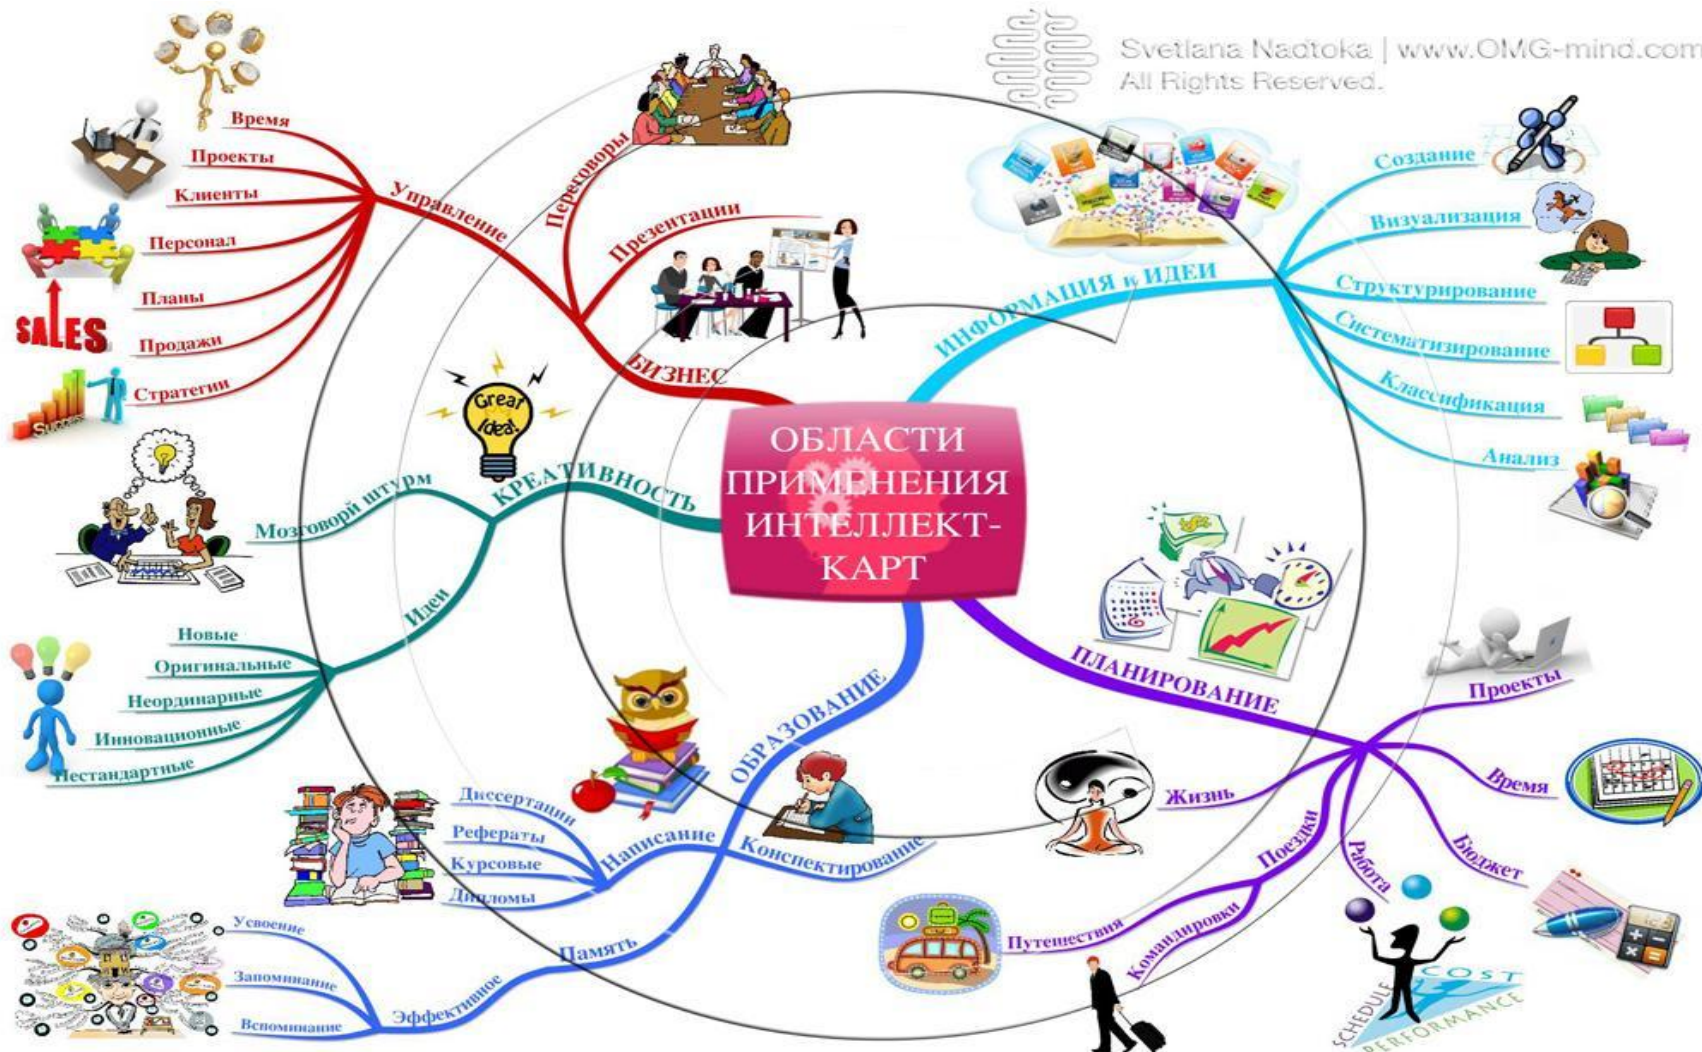 Svetlana Nadtoka | www.OMG-mind.com
All Rights Reserved.
ОБЛАСТИ
ПРИМЕНЕНИЯ
ИНТЕЛЛЕКТ-
КАРТ
ИНФОРМАЦИЯ и ИДЕИ
Создание
Визуализация
Структурирование
Систематизирование
Классификация
Анализ
ПЛАНИРОВАНИЕ
Проекты
Время
Бюджет
Работа
Поездки
Путешествия
Командировки
Жизнь
SCHEDULE
COST
PERFORMANCE
ОБРАЗОВАНИЕ
Конспектирование
Написание
Диссертации
Рефераты
Курсовые
Дипломы
Память
Эффективное
Усвоение
Запоминание
Вспоминание
КРЕАТИВНОСТЬ
Great
Idea!
Мозговорй штурм
Идеи
Новые
Оригинальные
Неординарные
Инновационные
Нестандартные
БИЗНЕС
Презентации
Переговоры
Управление
Время
Проекты
Клиенты
Персонал
Планы
Продажи
Стратегии
SALES
Success